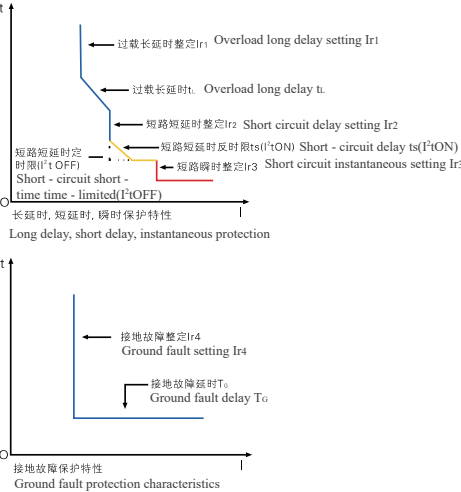 t
过载长延时整定Ir1 Overload long delay setting Ir1
过载长延时tL Overload long delay tL
短路短延时整定Ir2 Short circuit delay setting Ir2
短路短延时反时限ts(I²tON) Short - circuit delay ts(I²tON)
短路短延时定
时限(I²t OFF)
短路瞬时整定Ir3 Short circuit instantaneous setting Ir3
Short - circuit short -
time time - limited(I²tOFF)
O
I
长延时, 短延时, 瞬时保护特性
Long delay, short delay, instantaneous protection
t
接地故障整定Ir4
Ground fault setting Ir4
接地故障延时TG
Ground fault delay TG
O
I
接地故障保护特性
Ground fault protection characteristics